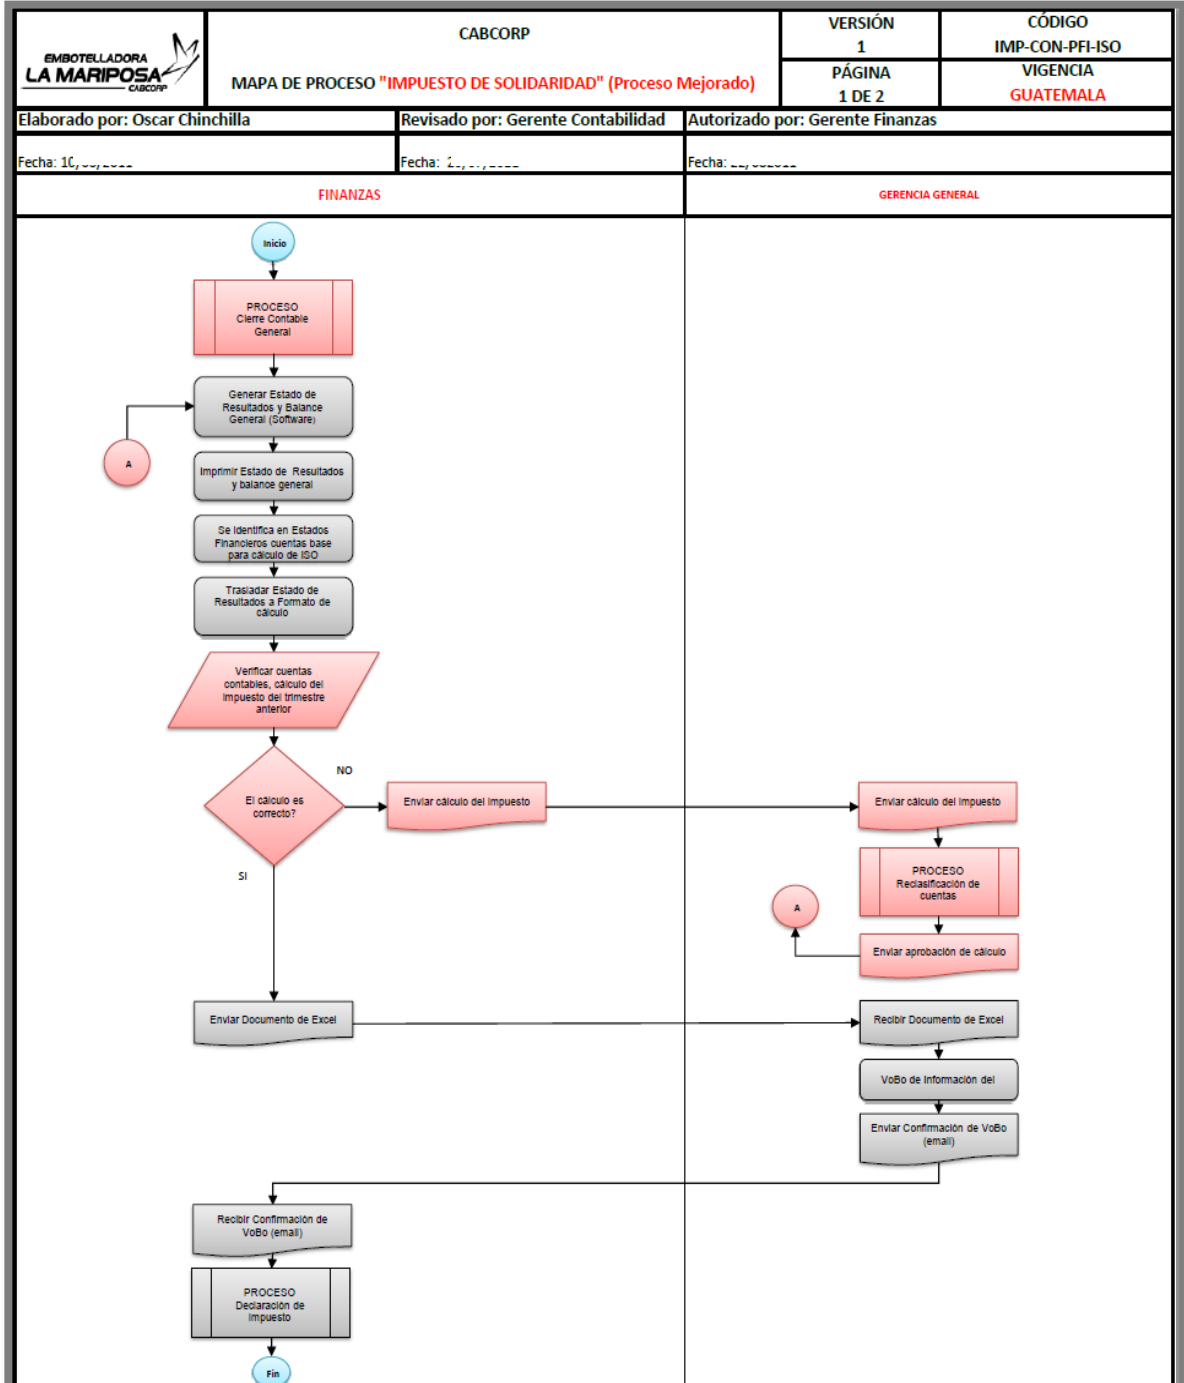 EMBOTELLADORA
LA MARIPOSA
CABCORP
CABCORP
MAPA DE PROCESO "IMPUESTO DE SOLIDARIDAD" (Proceso Mejorado)
VERSIÓN
1
CÓDIGO
IMP-CON-PFI-ISO
PÁGINA
1 DE 2
VIGENCIA
GUATEMALA
Elaborado por: Oscar Chinchilla
Revisado por: Gerente Contabilidad
Autorizado por: Gerente Finanzas
Fecha:
Fecha:
Fecha:
FINANZAS
GERENCIA GENERAL
Inicio
PROCESO
Cierre Contable
General
Generar Estado de
Resultados y Balance
General (Software)
A
Imprimir Estado de Resultados
y balance general
Se identifica en Estados
Financieros cuentas base
para cálculo de ISO
Trasladar Estado de
Resultados a Formato de
cálculo
Verificar cuentas
contables, cálculo del
impuesto del trimestre
anterior
El cálculo es
correcto?
NO
SI
Enviar cálculo del impuesto
Enviar cálculo del impuesto
PROCESO
Reclasificación de
cuentas
A
Enviar aprobación de cálculo
Enviar Documento de Excel
Recibir Documento de Excel
VoBo de Información del
Enviar Confirmación de VoBo
(email)
Recibir Confirmación de
VoBo (email)
PROCESO
Declaración de
Impuesto
Fin